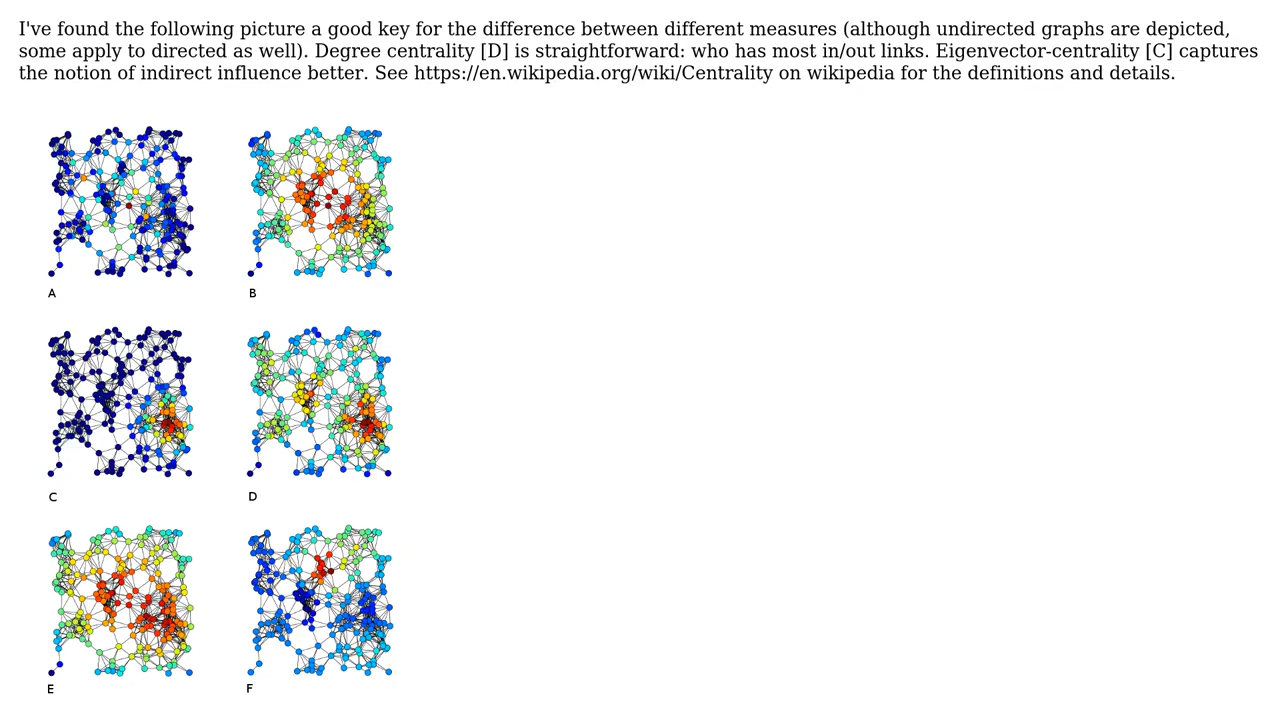 I've found the following picture a good key for the difference between different measures (although undirected graphs are depicted,
some apply to directed as well). Degree centrality [D] is straightforward: who has most in/out links. Eigenvector-centrality [C] captures
the notion of indirect influence better. See https://en.wikipedia.org/wiki/Centrality on wikipedia for the definitions and details.
A
B
C
D
E
F